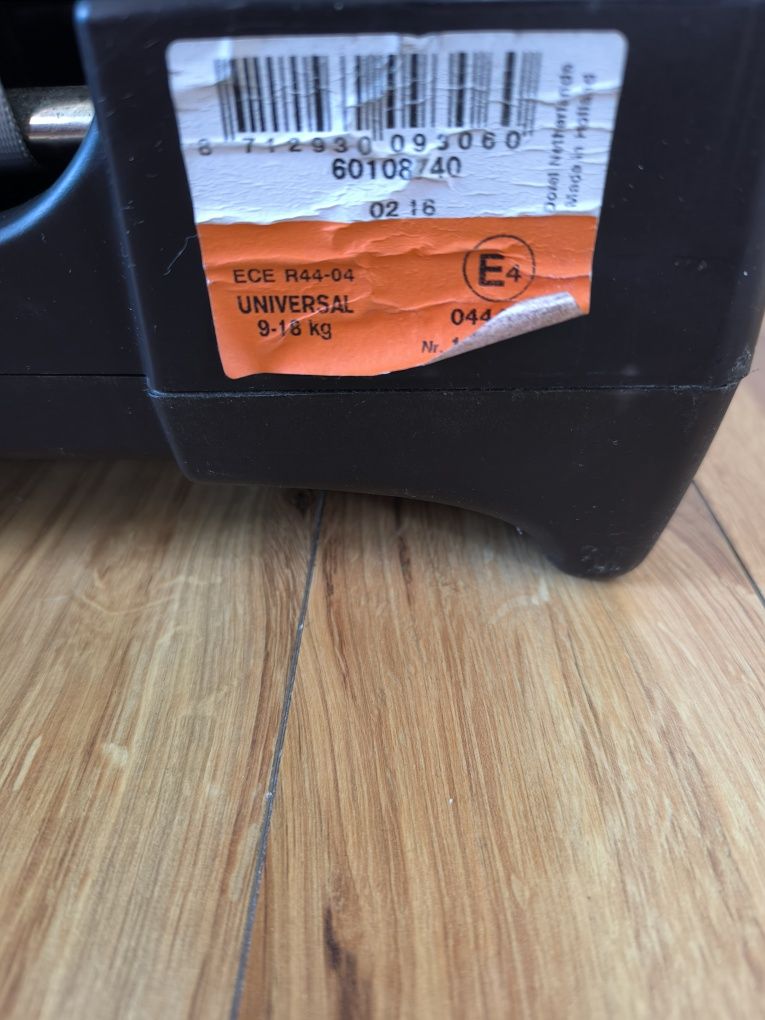 8 712930 093060
60108740
02 16
Dorel Netherlands
Made in Holland
ECE R44-04
UNIVERSAL
9-18 kg
E4
044
Nr.